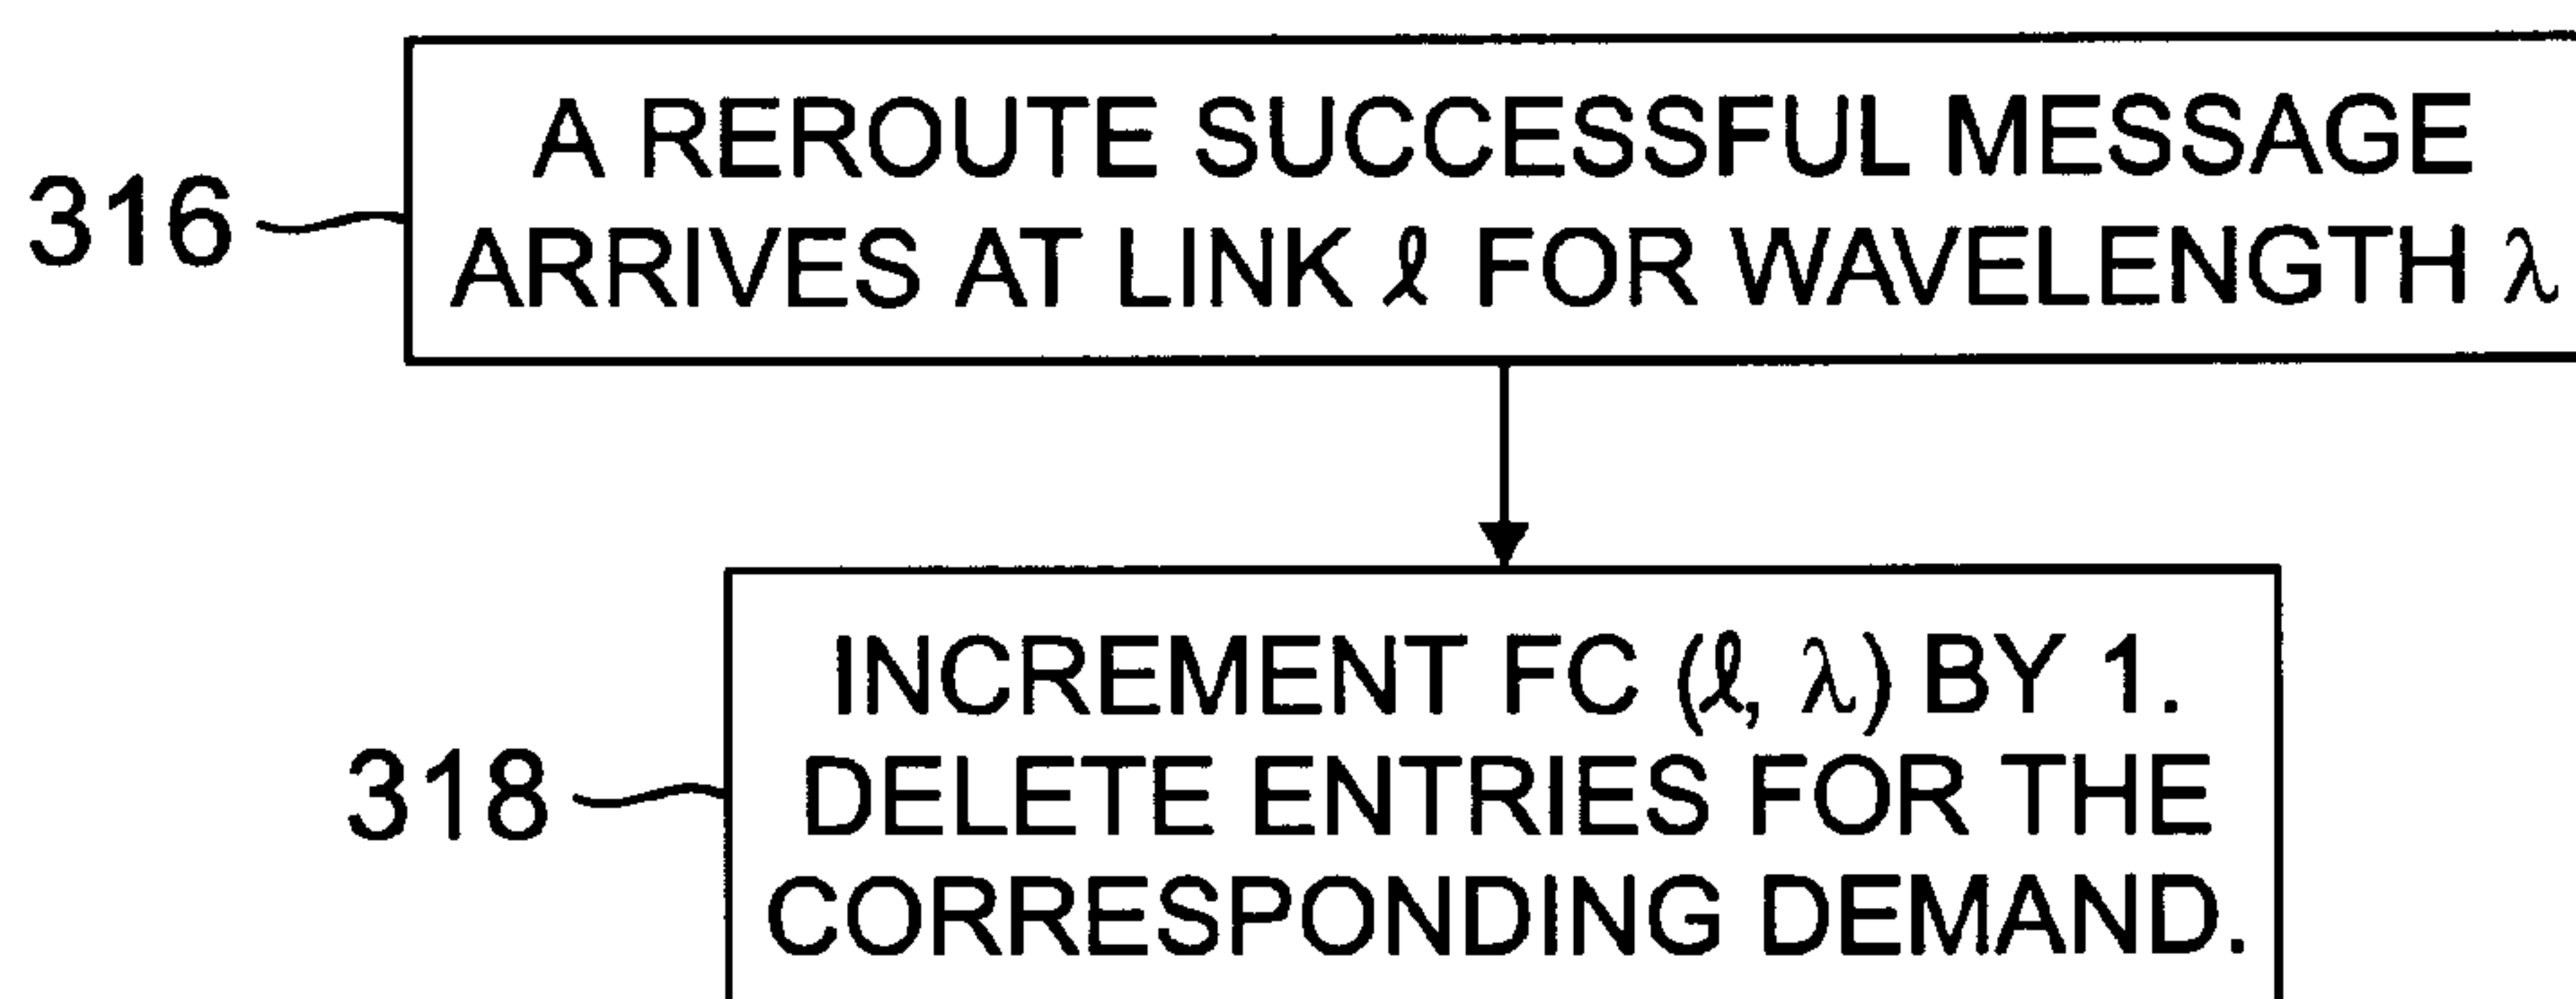 316
A REROUTE SUCCESSFUL MESSAGE
ARRIVES AT LINK ℓ FOR WAVELENGTH λ
318
INCREMENT FC (ℓ, λ) BY 1.
DELETE ENTRIES FOR THE
CORRESPONDING DEMAND.